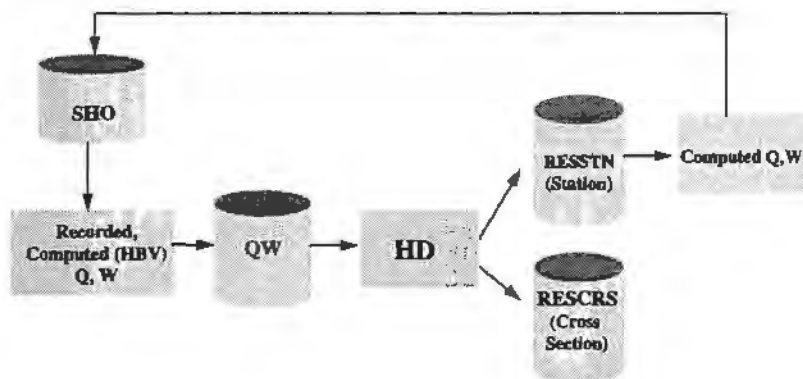 SHO
Recorded,
Computed (HBV)
Q, W
QW
HD
RESSTN
(Station)
Computed Q,W
RESCRS
(Cross
Section)